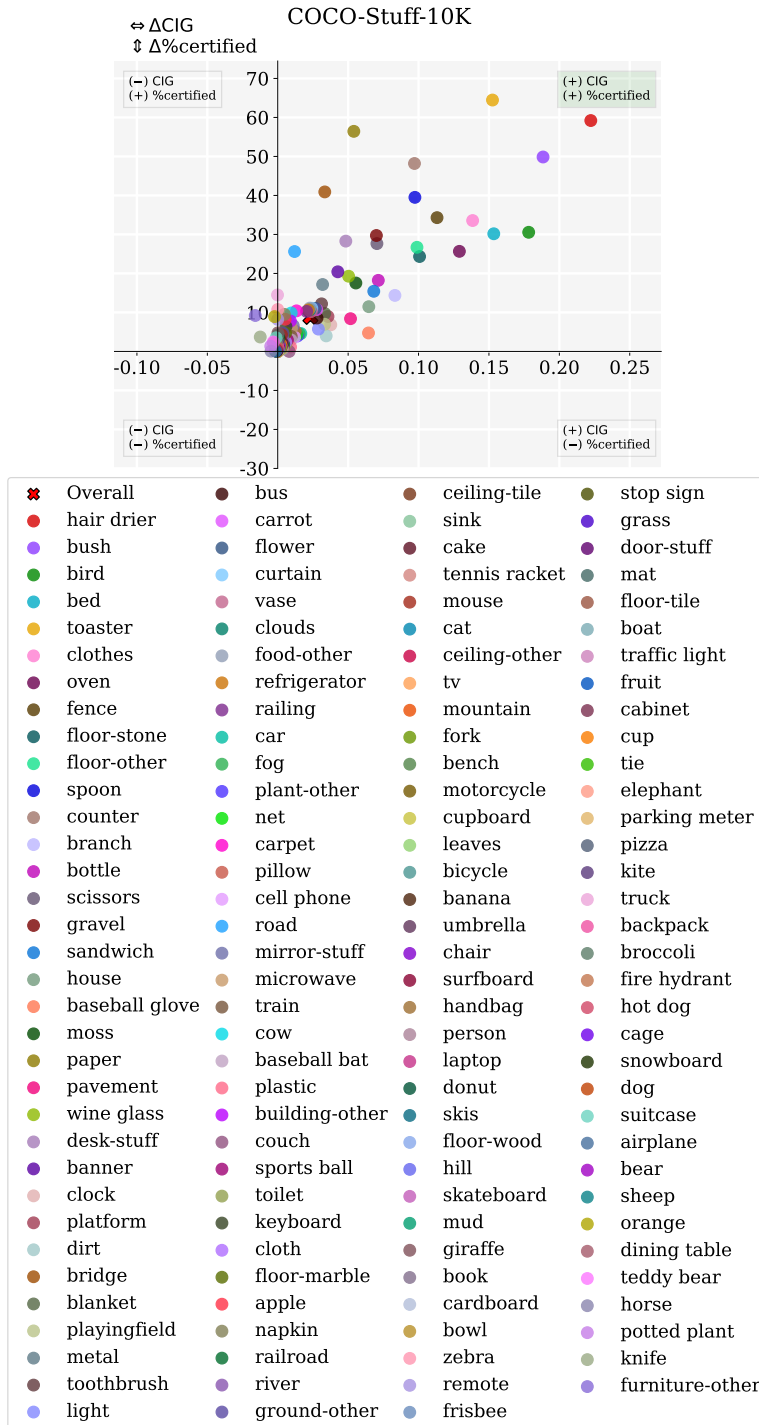 COCO-Stuff-10K
⇔ ΔCIG
⇕ Δ%certified
(−) CIG
(+) %certified
(+) CIG
(+) %certified
70
60
50
40
30
20
10
-0.10 -0.05 0.05 0.10 0.15 0.20 0.25
-10
-20
-30
(−) CIG
(−) %certified
(+) CIG
(−) %certified
Overall bus ceiling-tile stop sign
hair drier carrot sink grass
bush flower cake door-stuff
bird curtain tennis racket mat
bed vase mouse floor-tile
toaster clouds cat boat
clothes food-other ceiling-other traffic light
oven refrigerator tv fruit
fence railing mountain cabinet
floor-stone car fork cup
floor-other fog bench tie
spoon plant-other motorcycle elephant
counter net cupboard parking meter
branch carpet leaves pizza
bottle pillow bicycle kite
scissors cell phone banana truck
gravel road umbrella backpack
sandwich mirror-stuff chair broccoli
house microwave surfboard fire hydrant
baseball glove train handbag hot dog
moss cow person cage
paper baseball bat laptop snowboard
pavement plastic donut dog
wine glass building-other skis suitcase
desk-stuff couch floor-wood airplane
banner sports ball hill bear
clock toilet skateboard sheep
platform keyboard mud orange
dirt cloth giraffe dining table
bridge floor-marble book teddy bear
blanket apple cardboard horse
playingfield napkin bowl potted plant
metal railroad zebra knife
toothbrush river remote furniture-other
light ground-other frisbee